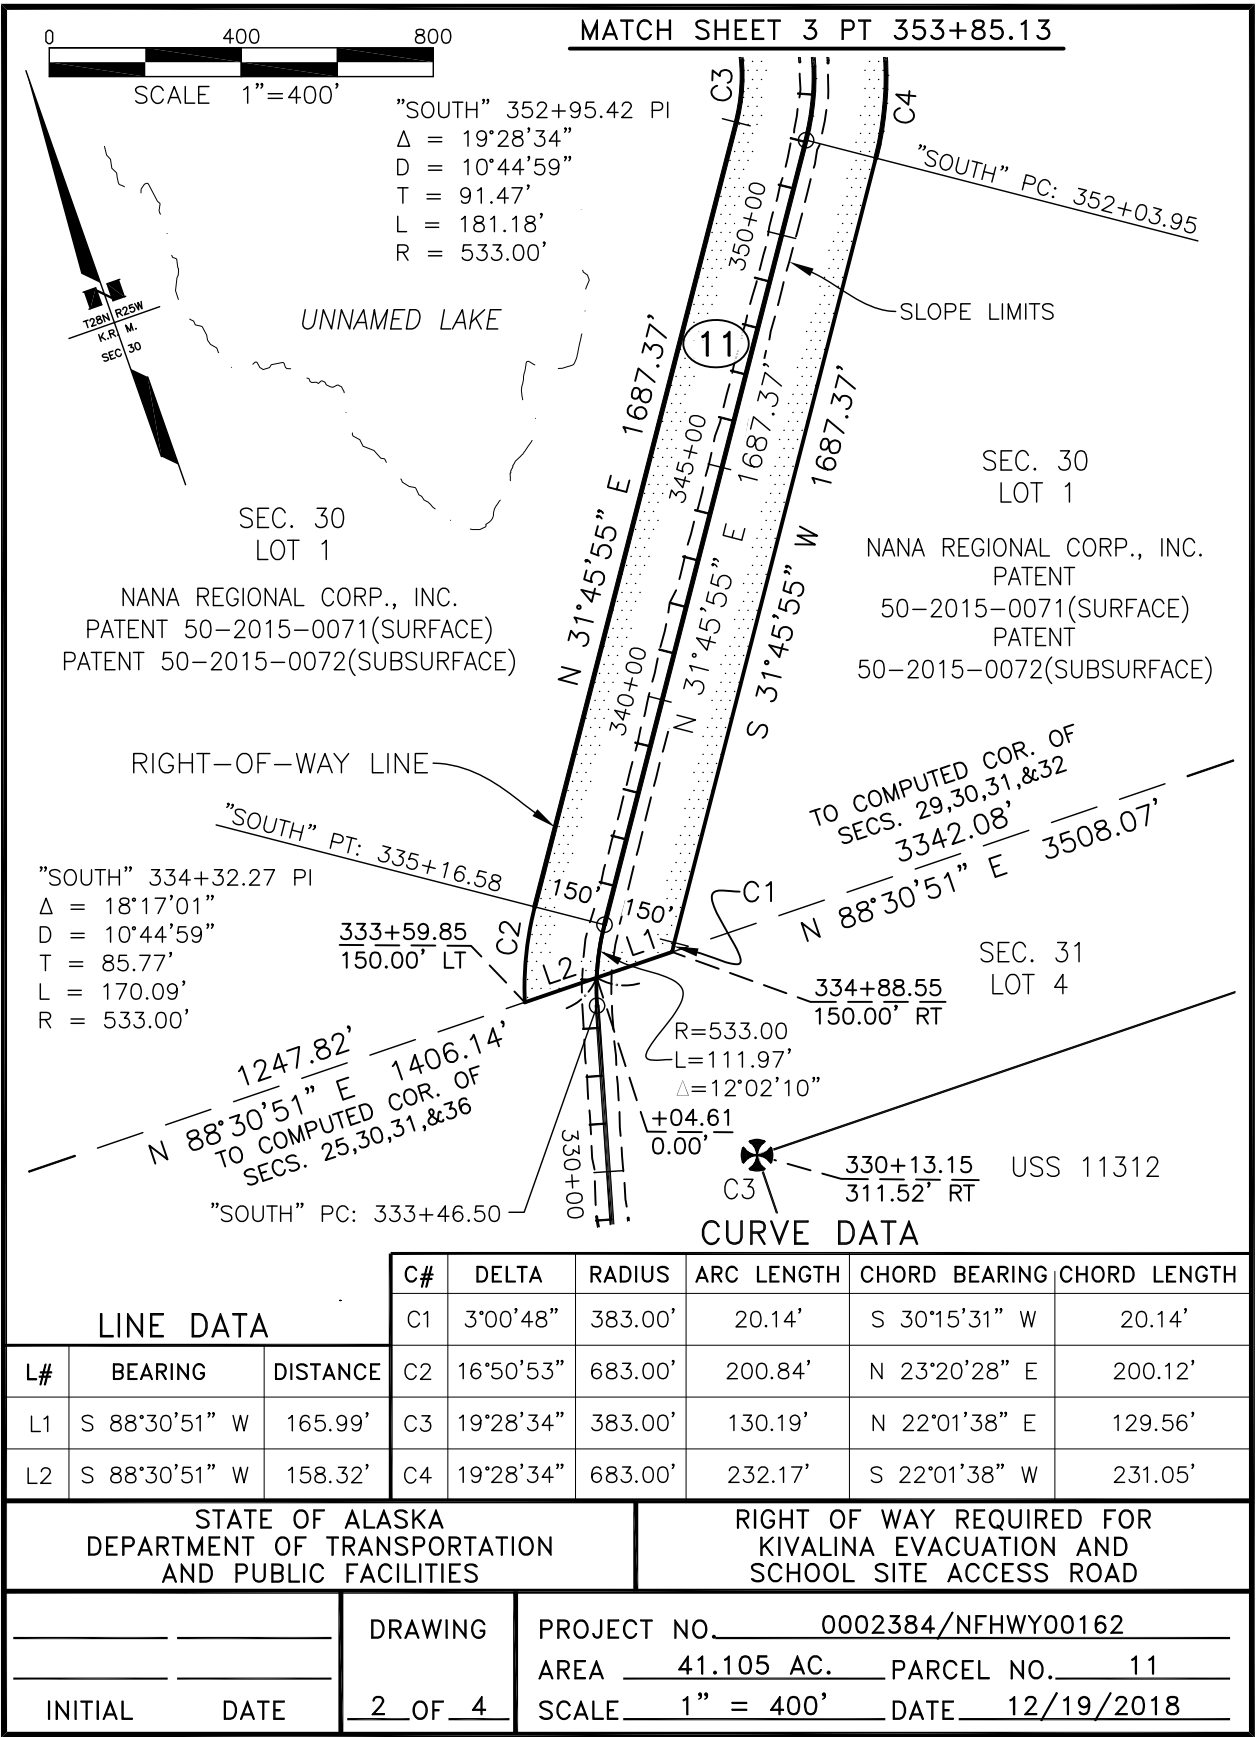 MATCH SHEET 3 PT 353+85.13
0 400 800
SCALE 1"=400'
"SOUTH" 352+95.42 PI
Δ = 19°28'34"
D = 10°44'59"
T = 91.47'
L = 181.18'
R = 533.00'
C3
C4
"SOUTH" PC: 352+03.95
N
T28N R25W
K.R. M.
SEC 30
UNNAMED LAKE
SLOPE LIMITS
350+00
11
345+00
340+00
N 31°45'55" E 1687.37'
N 31°45'55" E 1687.37'
S 31°45'55" W 1687.37'
SEC. 30
LOT 1
NANA REGIONAL CORP., INC.
PATENT 50-2015-0071(SURFACE)
PATENT 50-2015-0072(SUBSURFACE)
SEC. 30
LOT 1
NANA REGIONAL CORP., INC.
PATENT
50-2015-0071(SURFACE)
PATENT
50-2015-0072(SUBSURFACE)
RIGHT-OF-WAY LINE
"SOUTH" PT: 335+16.58
TO COMPUTED COR. OF
SECS. 29,30,31,&32
3342.08'
N 88°30'51" E 3508.07'
"SOUTH" 334+32.27 PI
Δ = 18°17'01"
D = 10°44'59"
T = 85.77'
L = 170.09'
R = 533.00'
150'
150'
C1
C2
L1
L2
333+59.85
150.00' LT
SEC. 31
LOT 4
334+88.55
150.00' RT
R=533.00
L=111.97'
Δ=12°02'10"
1247.82'
N 88°30'51" E 1406.14'
TO COMPUTED COR. OF
SECS. 25,30,31,&36
+04.61
0.00'
330+00
"SOUTH" PC: 333+46.50
C3
330+13.15
311.52' RT
USS 11312
CURVE DATA
C# DELTA RADIUS ARC LENGTH CHORD BEARING CHORD LENGTH
C1 3°00'48" 383.00' 20.14' S 30°15'31" W 20.14'
C2 16°50'53" 683.00' 200.84' N 23°20'28" E 200.12'
C3 19°28'34" 383.00' 130.19' N 22°01'38" E 129.56'
C4 19°28'34" 683.00' 232.17' S 22°01'38" W 231.05'
LINE DATA
L# BEARING DISTANCE
L1 S 88°30'51" W 165.99'
L2 S 88°30'51" W 158.32'
STATE OF ALASKA
DEPARTMENT OF TRANSPORTATION
AND PUBLIC FACILITIES
RIGHT OF WAY REQUIRED FOR
KIVALINA EVACUATION AND
SCHOOL SITE ACCESS ROAD
INITIAL DATE
DRAWING
2 OF 4
PROJECT NO. 0002384/NFHWY00162
AREA 41.105 AC. PARCEL NO. 11
SCALE 1" = 400' DATE 12/19/2018